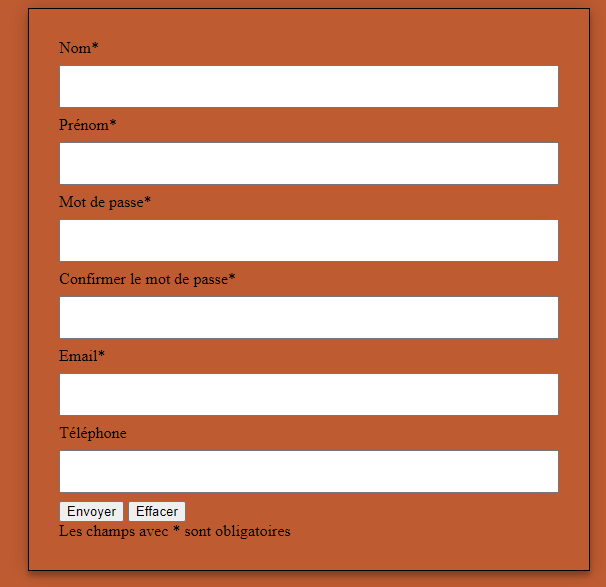 Nom*
Prénom*
Mot de passe*
Confirmer le mot de passe*
Email*
Téléphone
Envoyer Effacer
Les champs avec * sont obligatoires